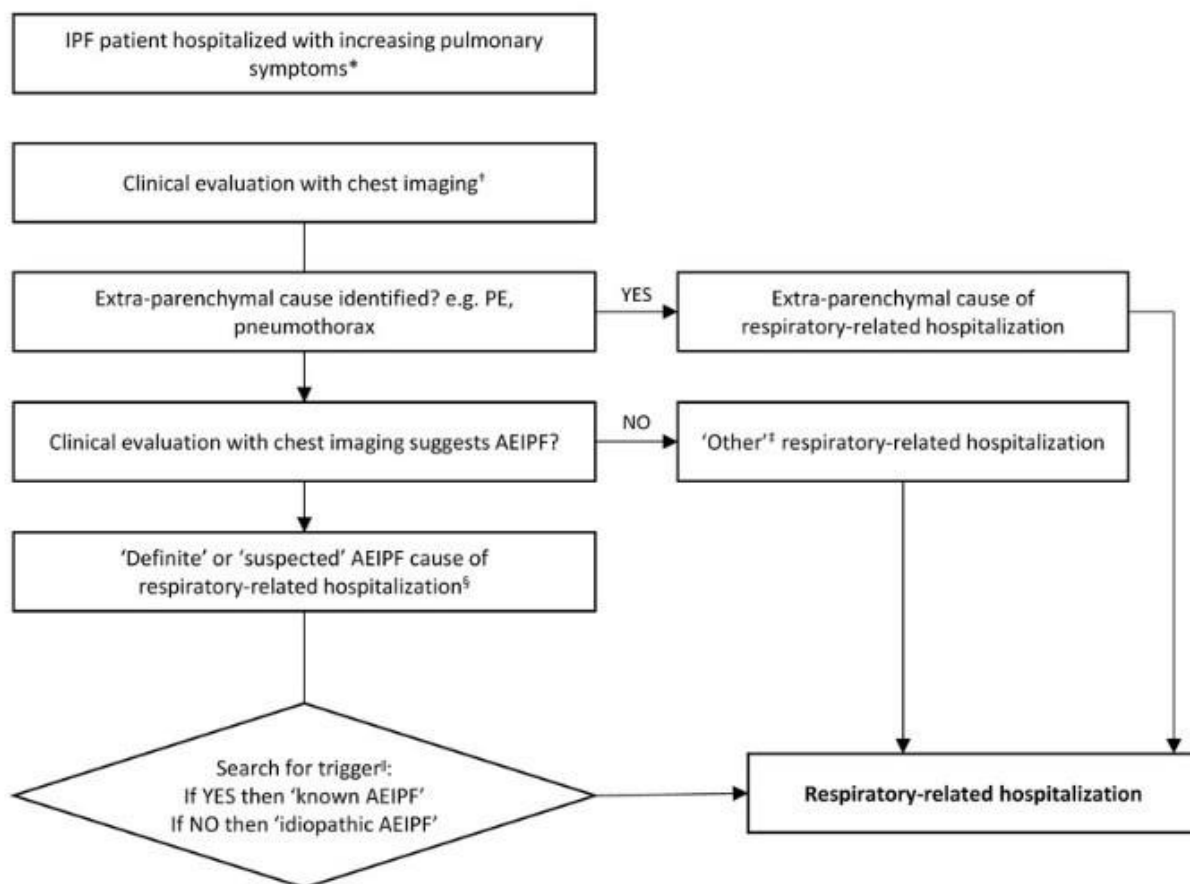 IPF patient hospitalized with increasing pulmonary
symptoms*
Clinical evaluation with chest imaging†
Extra-parenchymal cause identified? e.g. PE,
pneumothorax
YES
Extra-parenchymal cause of
respiratory-related hospitalization
Clinical evaluation with chest imaging suggests AEIPF?
NO
‘Other’‡ respiratory-related hospitalization
‘Definite’ or ‘suspected’ AEIPF cause of
respiratory-related hospitalization§
Search for trigger‖:
If YES then ‘known AEIPF’
If NO then ‘idiopathic AEIPF’
Respiratory-related hospitalization